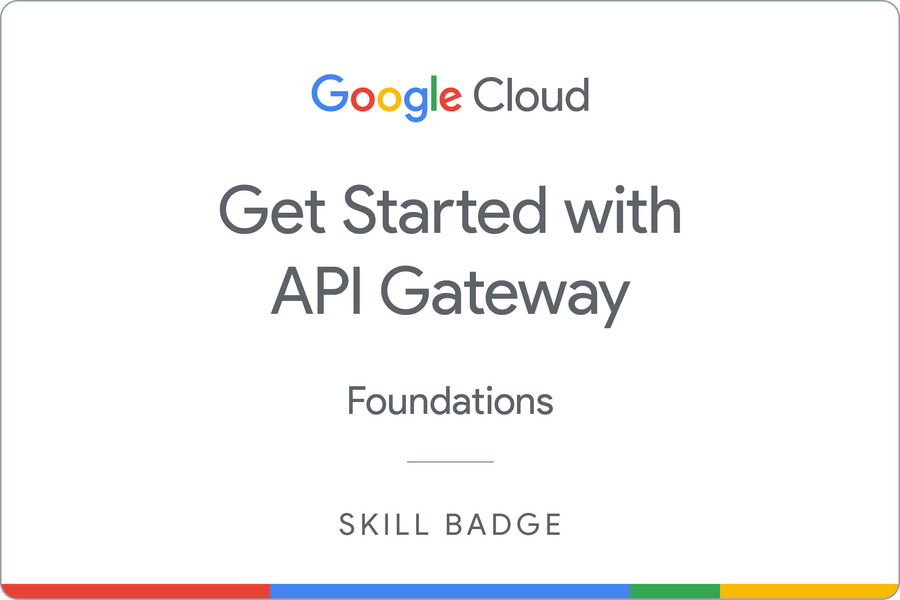 Google Cloud
Get Started with
API Gateway
Foundations
SKILL BADGE